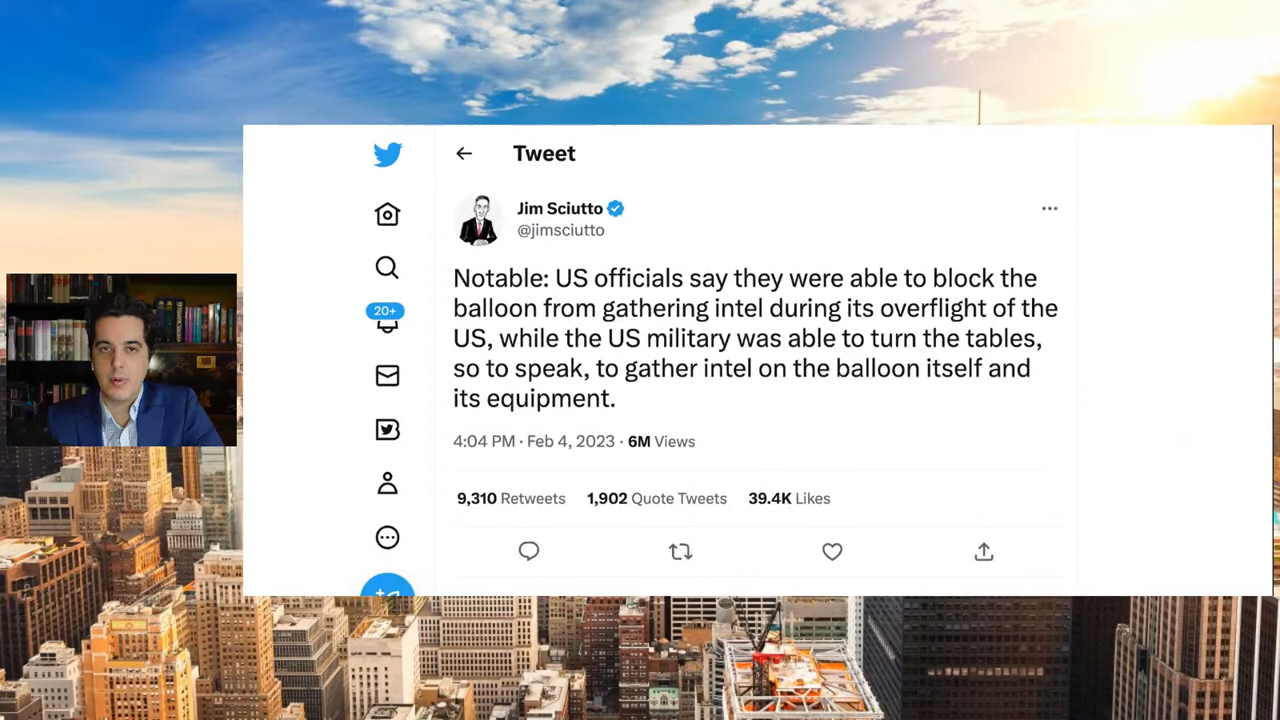 Tweet
Jim Sciutto
@jimsciutto
20+
Notable: US officials say they were able to block the
balloon from gathering intel during its overflight of the
US, while the US military was able to turn the tables,
so to speak, to gather intel on the balloon itself and
its equipment.
4:04 PM · Feb 4, 2023 · 6M Views
9,310 Retweets 1,902 Quote Tweets 39.4K Likes